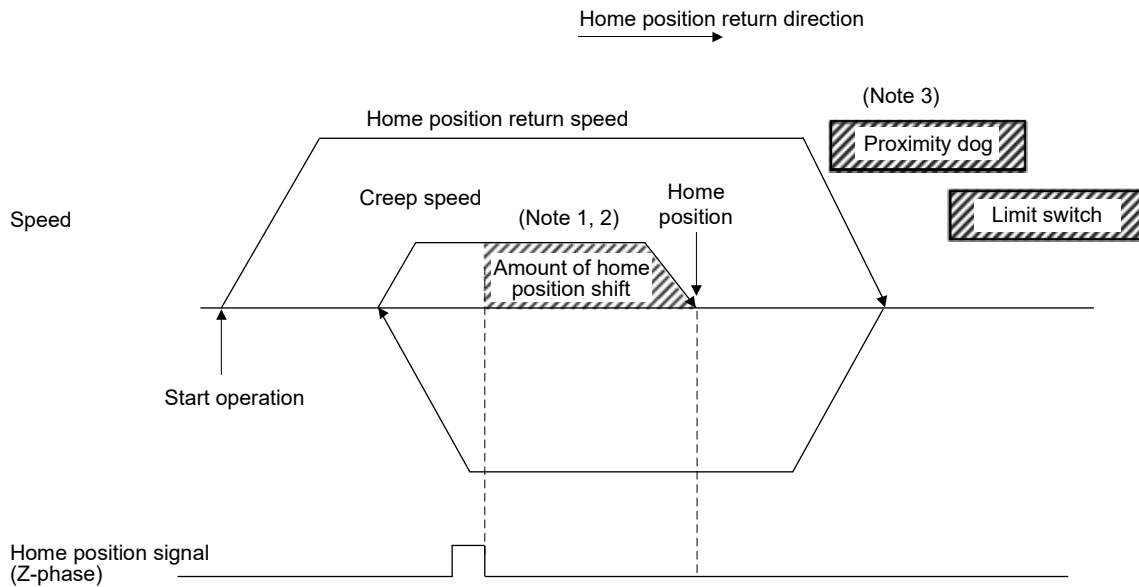 Home position return direction
(Note 3)
Home position return speed
Proximity dog
Creep speed
Home
position
Speed
(Note 1, 2)
Limit switch
Amount of home
position shift
Start operation
Home position signal
(Z-phase)